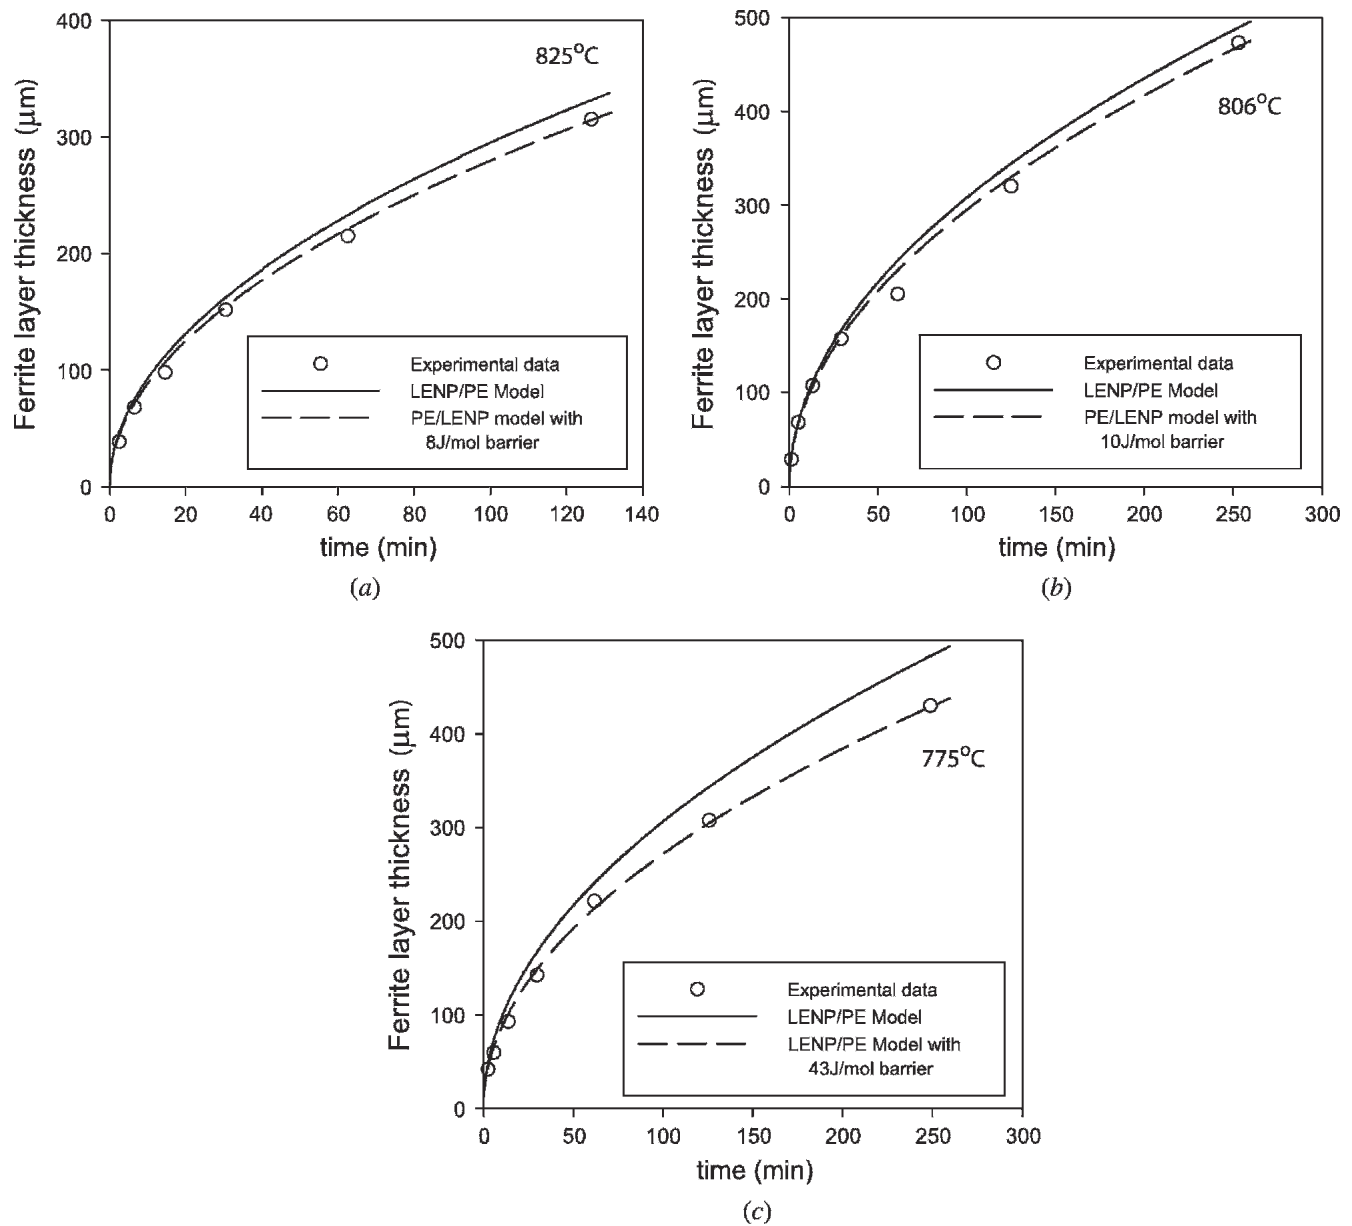 400
300
200
100
0
Ferrite layer thickness (μm)
825°C
Experimental data
LENP/PE Model
PE/LENP model with
8J/mol barrier
0 20 40 60 80 100 120 140
time (min)
(a)
500
400
300
200
100
0
Ferrite layer thickness (μm)
806°C
Experimental data
LENP/PE Model
PE/LENP model with
10J/mol barrier
0 50 100 150 200 250 300
time (min)
(b)
500
400
300
200
100
0
Ferrite layer thickness (μm)
775°C
Experimental data
LENP/PE Model
LENP/PE Model with
43J/mol barrier
0 50 100 150 200 250 300
time (min)
(c)